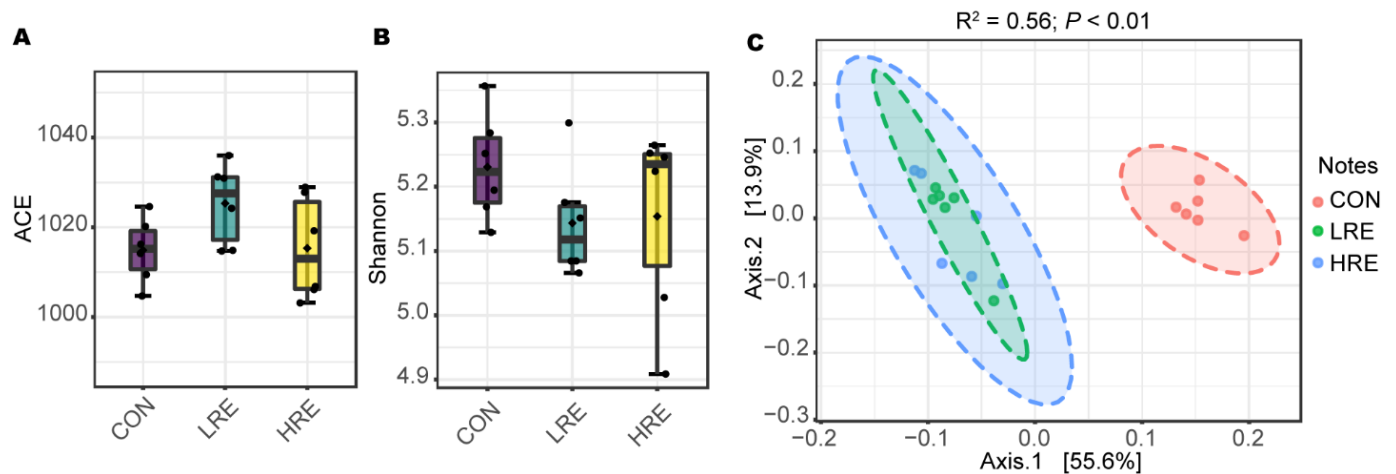 A
ACE
1040
1020
1000
CON
LRE
HRE
B
Shannon
5.3
5.2
5.1
5.0
4.9
CON
LRE
HRE
C
R² = 0.56; P < 0.01
Axis.2 [13.9%]
0.2
0.1
0.0
−0.1
−0.2
−0.3
−0.2
−0.1
0.0
0.1
0.2
Axis.1 [55.6%]
Notes
CON
LRE
HRE